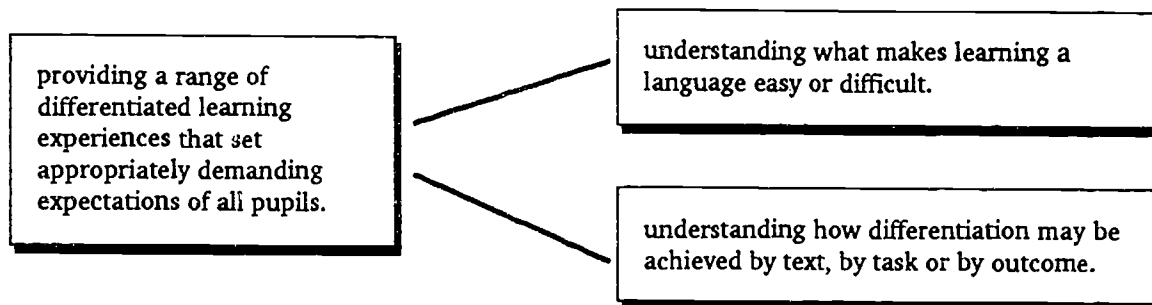 providing a range of
differentiated learning
experiences that set
appropriately demanding
expectations of all pupils.
understanding what makes learning a
language easy or difficult.
understanding how differentiation may be
achieved by text, by task or by outcome.